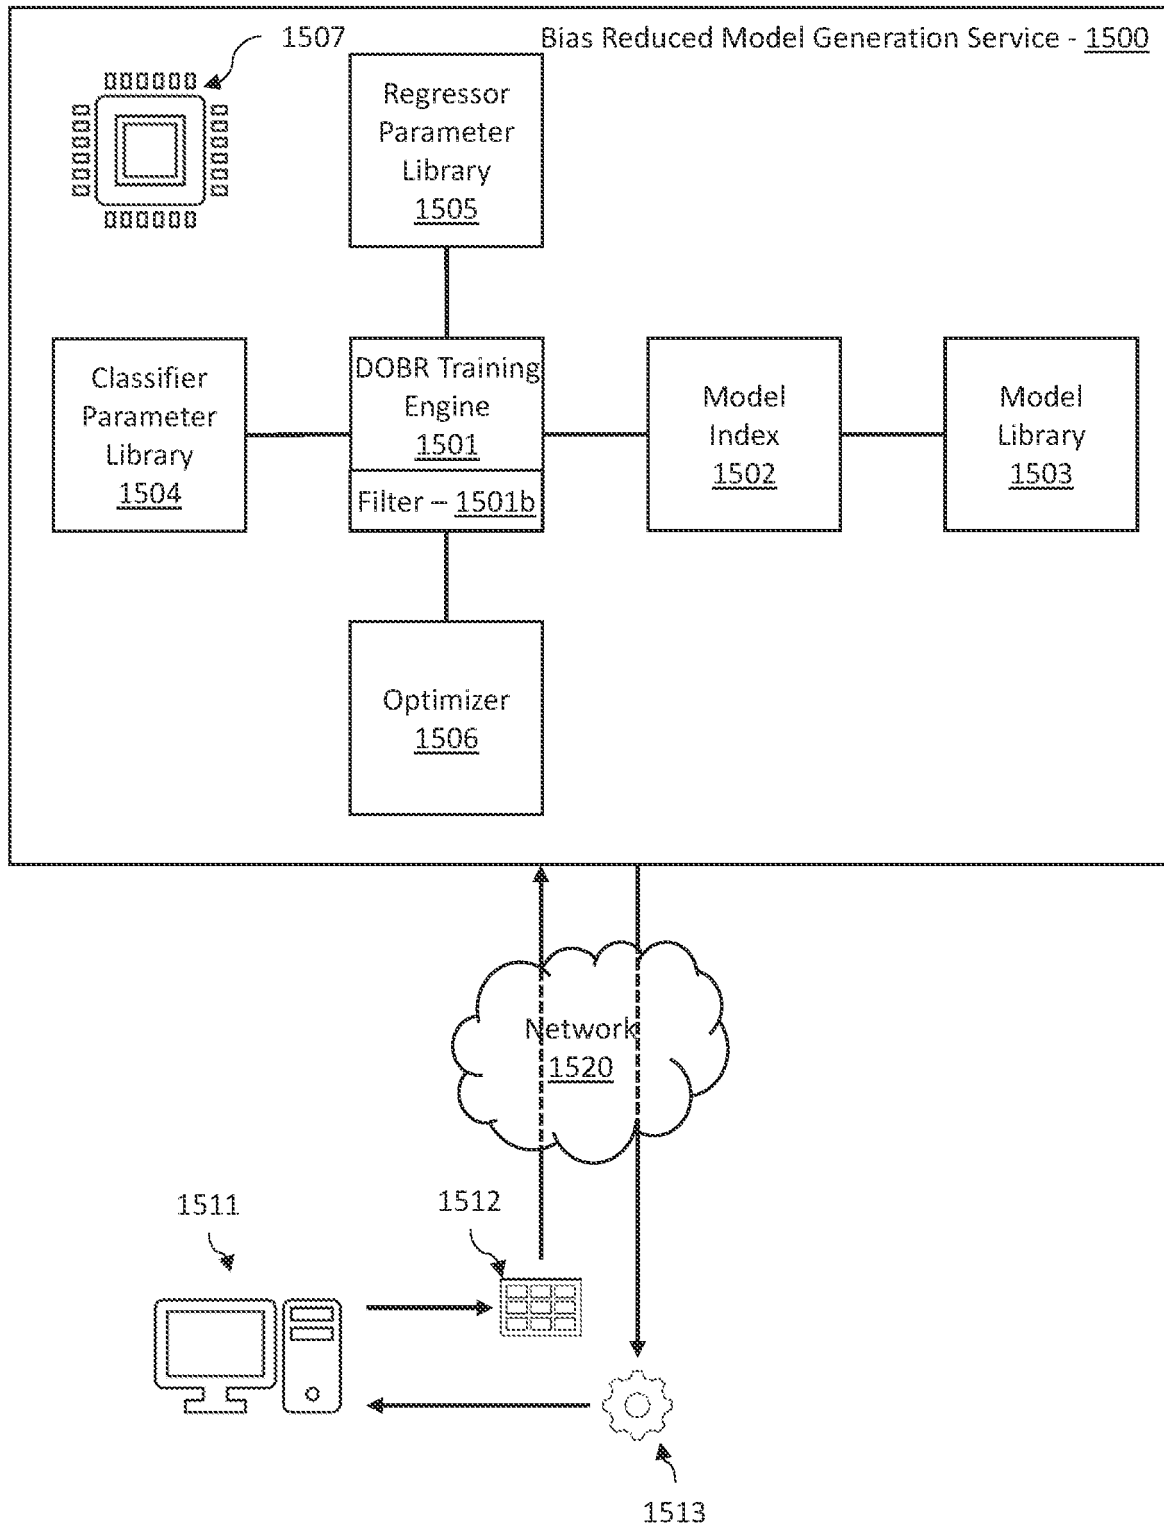 1507
Bias Reduced Model Generation Service - 1500
Regressor
Parameter
Library
1505
Classifier
Parameter
Library
1504
DOBR Training
Engine
1501
Filter – 1501b
Model
Index
1502
Model
Library
1503
Optimizer
1506
Network
1520
1511
1512
1513